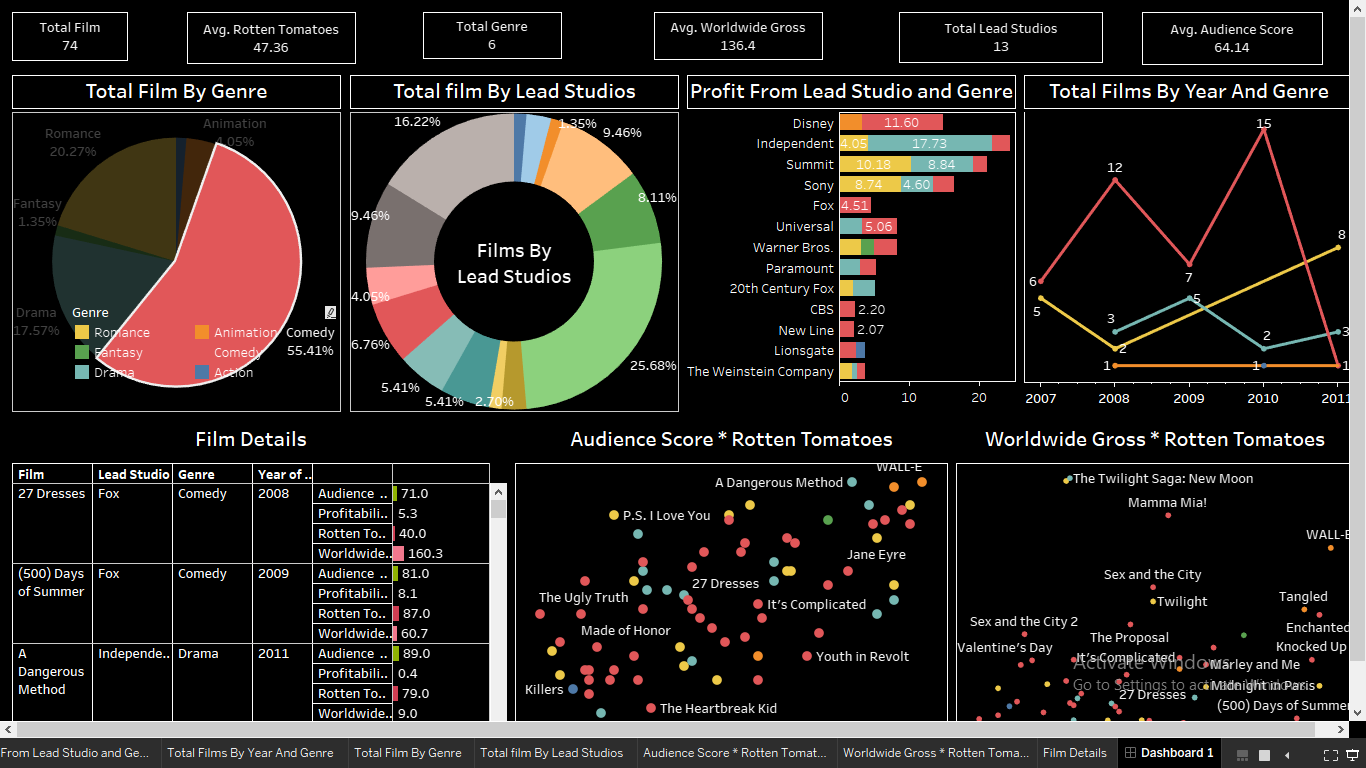 Total Film
74
Avg. Rotten Tomatoes
47.36
Total Genre
6
Avg. Worldwide Gross
136.4
Total Lead Studios
13
Avg. Audience Score
64.14
Total Film By Genre
Animation
4.05%
Romance
20.27%
Fantasy
1.35%
Drama
17.57%
Genre
Romance
Animation
Fantasy
Comedy
Drama
Action
Comedy
55.41%
Total film By Lead Studios
16.22%
1.35%
9.46%
8.11%
9.46%
Films By
Lead Studios
4.05%
6.76%
25.68%
5.41%
5.41%
2.70%
Profit From Lead Studio and Genre
Disney 11.60
Independent 4.05 17.73
Summit 10.18 8.84
Sony 8.74 4.60
Fox 4.51
Universal 5.06
Warner Bros.
Paramount
20th Century Fox
CBS 2.20
New Line 2.07
Lionsgate
The Weinstein Company
0 10 20
Total Films By Year And Genre
15
12
8
7
6
5
5
3
2
2
3
1
1
1
2007 2008 2009 2010 2011
Film Details
Film Lead Studio Genre Year of ..
27 Dresses Fox Comedy 2008 Audience .. 71.0
Profitabili.. 5.3
Rotten To.. 40.0
Worldwide.. 160.3
(500) Days
of Summer
Fox Comedy 2009 Audience .. 81.0
Profitabili.. 8.1
Rotten To.. 87.0
Worldwide.. 60.7
A
Dangerous
Method
Independe.. Drama 2011 Audience .. 89.0
Profitabili.. 0.4
Rotten To.. 79.0
Worldwide.. 9.0
Audience Score * Rotten Tomatoes
WALL-E
A Dangerous Method
P.S. I Love You
Jane Eyre
27 Dresses
The Ugly Truth
It's Complicated
Made of Honor
Youth in Revolt
Killers
The Heartbreak Kid
Worldwide Gross * Rotten Tomatoes
The Twilight Saga: New Moon
Mamma Mia!
WALL-E
Sex and the City
Twilight
Tangled
Sex and the City 2
Enchanted
The Proposal
Valentine's Day
Knocked Up
It's Complicated
Marley and Me
Midnight in Paris
27 Dresses
(500) Days of Summer
Activate Windows
Go to Settings to activate Windows.
From Lead Studio and Ge...
Total Films By Year And Genre
Total Film By Genre
Total film By Lead Studios
Audience Score * Rotten Tomat...
Worldwide Gross * Rotten Toma...
Film Details
Dashboard 1